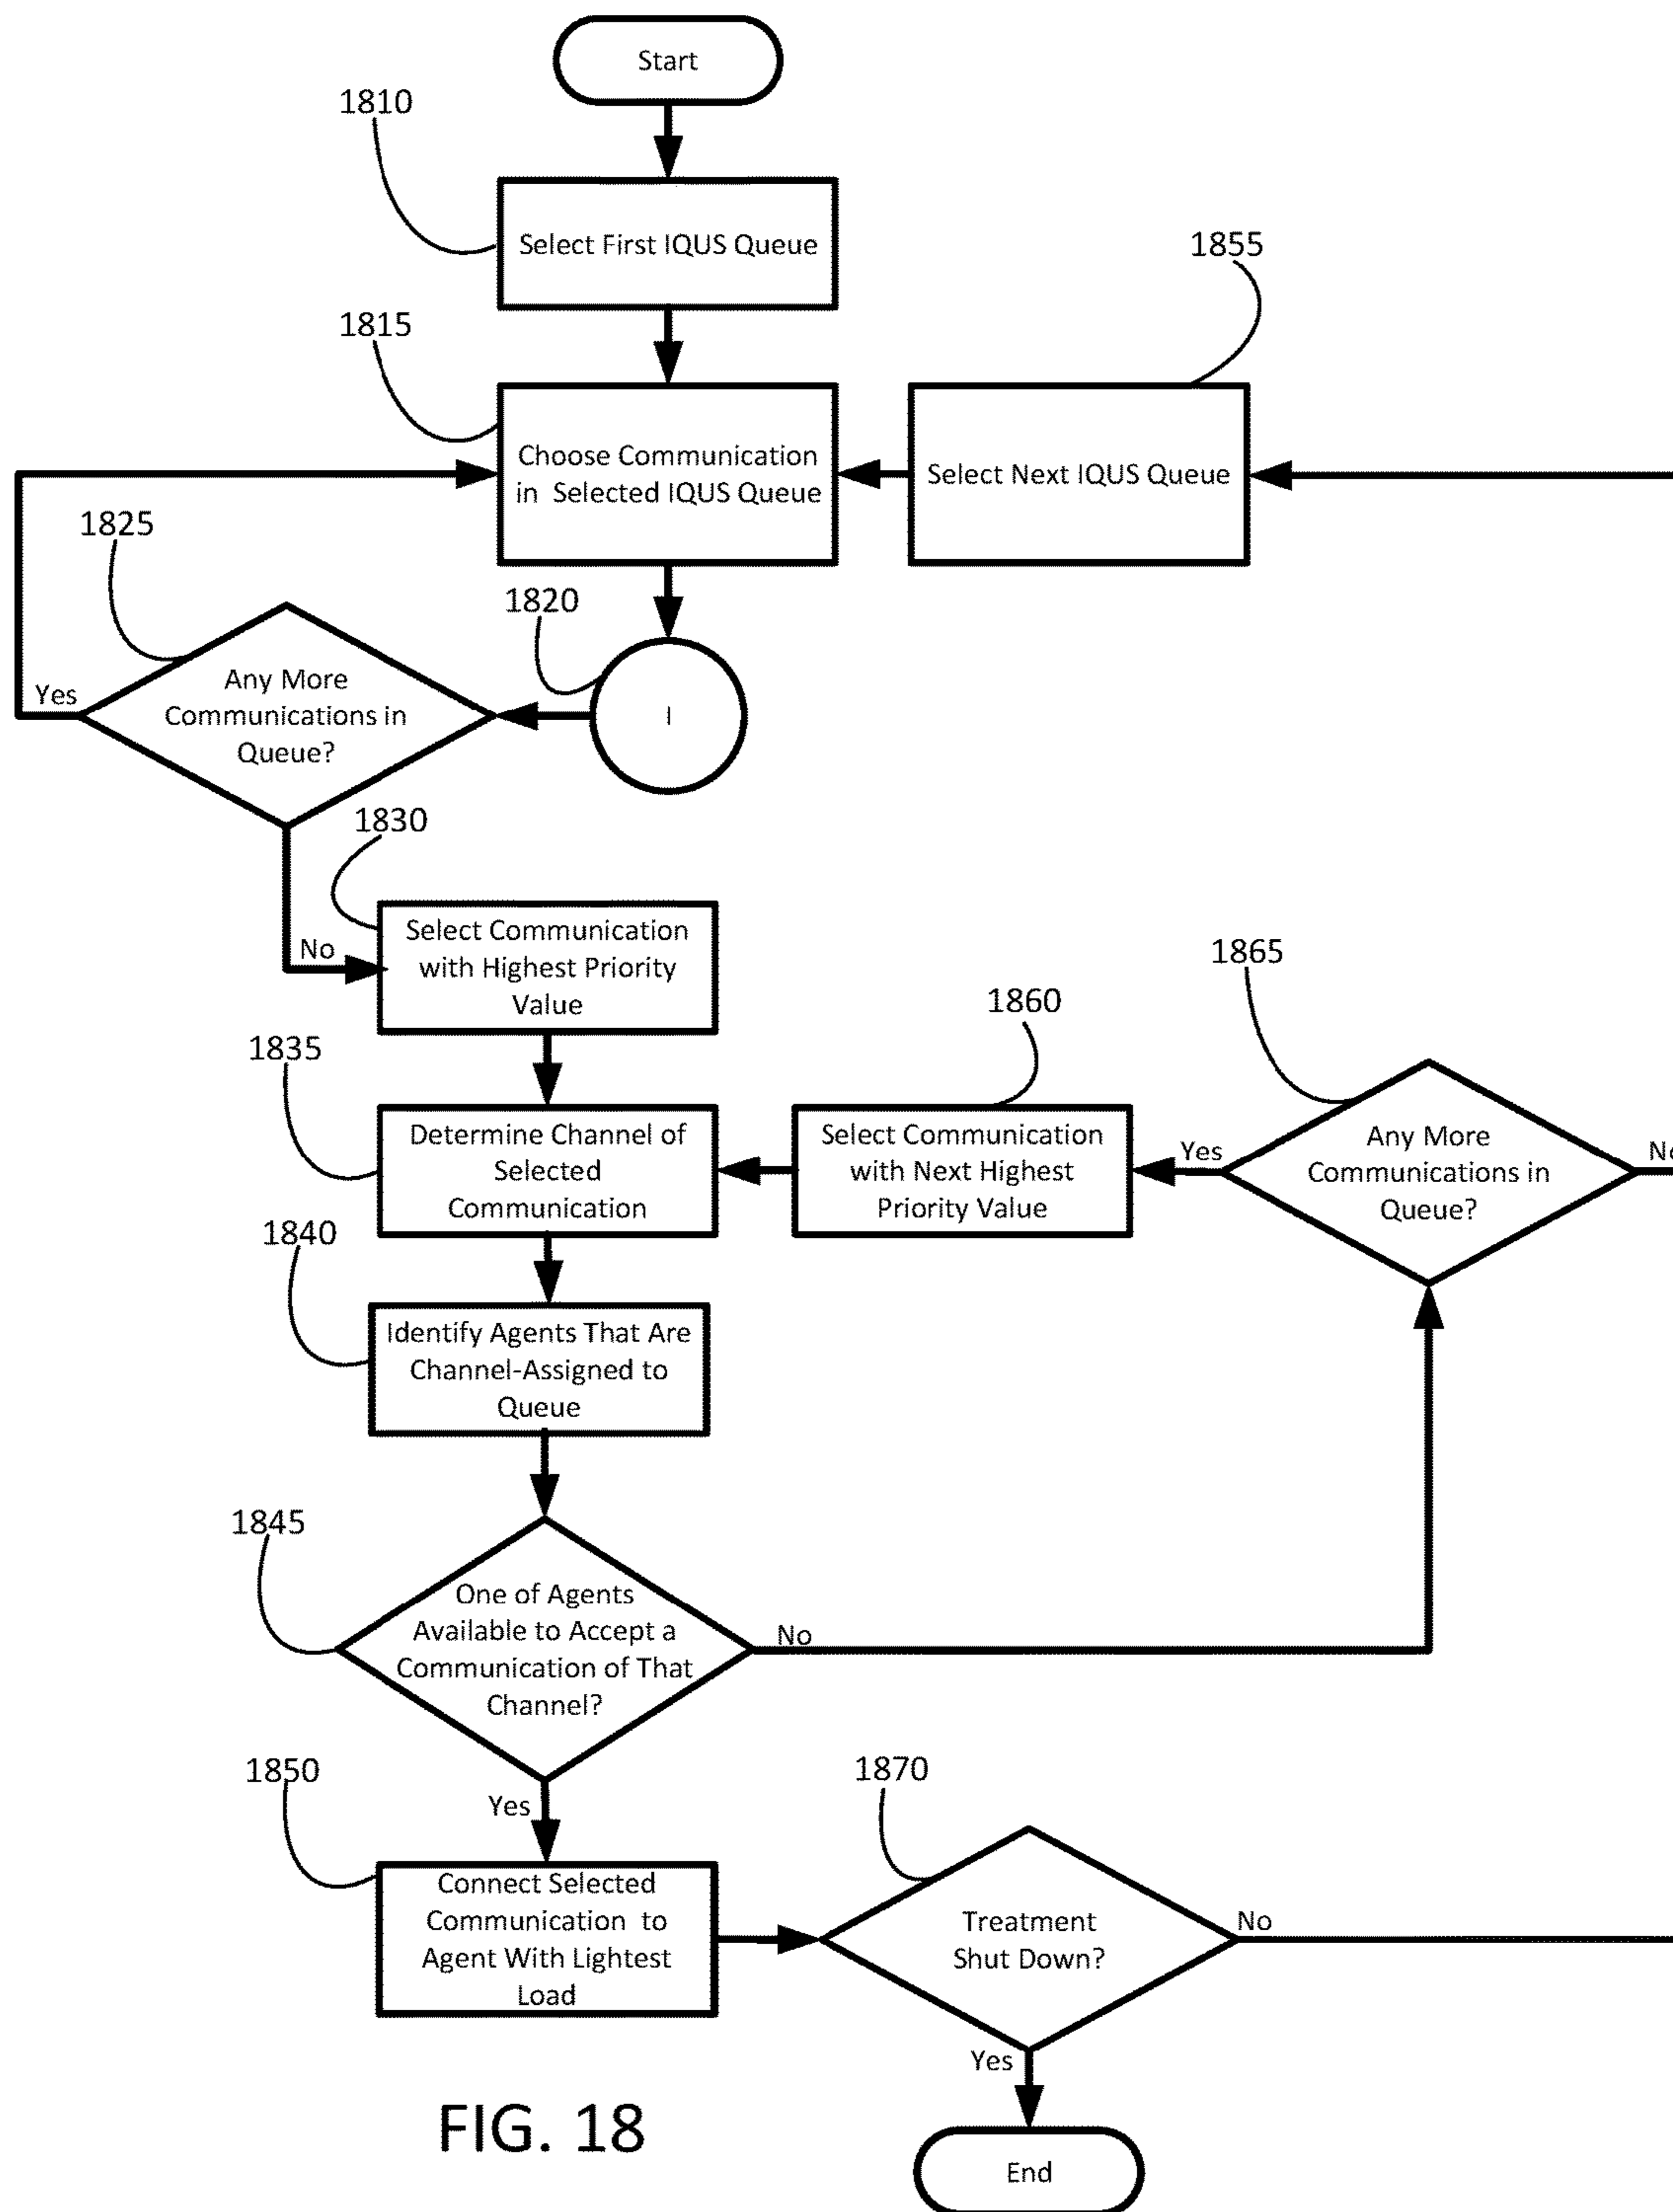 Start
1810
Select First IQUS Queue
1855
1815
Choose Communication
in Selected IQUS Queue
Select Next IQUS Queue
1825
1820
Any More
Communications in
Queue?
Yes
I
1830
No
Select Communication
with Highest Priority
Value
1865
1860
1835
Determine Channel of
Selected
Communication
Select Communication
with Next Highest
Priority Value
Yes
Any More
Communications in
Queue?
No
1840
Identify Agents That Are
Channel-Assigned to
Queue
1845
One of Agents
Available to Accept a
Communication of That
Channel?
No
1850
Yes
1870
Connect Selected
Communication to
Agent With Lightest
Load
Treatment
Shut Down?
No
Yes
FIG. 18
End